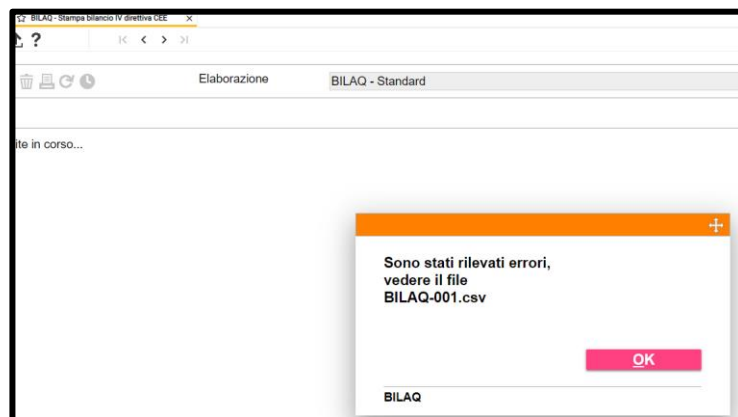 BILAQ - Stampa bilancio IV direttiva CEE X
?
Elaborazione BILAQ - Standard
ite in corso...
Sono stati rilevati errori,
vedere il file
BILAQ-001.csv
OK
BILAQ